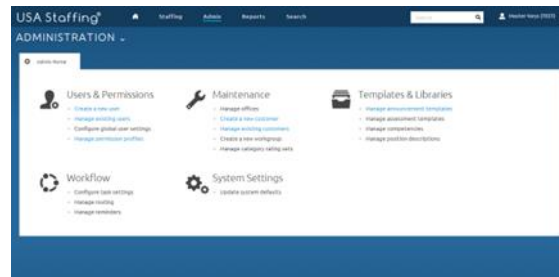 USA Staffing®
Staffing
Admin
Reports
Search
ADMINISTRATION
Admin Home
Users & Permissions
Create a new user
Manage existing users
Configure global user settings
Manage permission profiles
Maintenance
Manage offices
Create a new customer
Manage existing customers
Create a new workgroup
Manage category rating sets
Templates & Libraries
Manage announcement templates
Manage assessment templates
Manage competencies
Manage position descriptions
Workflow
Configure task settings
Manage routing
Manage reminders
System Settings
Update system defaults